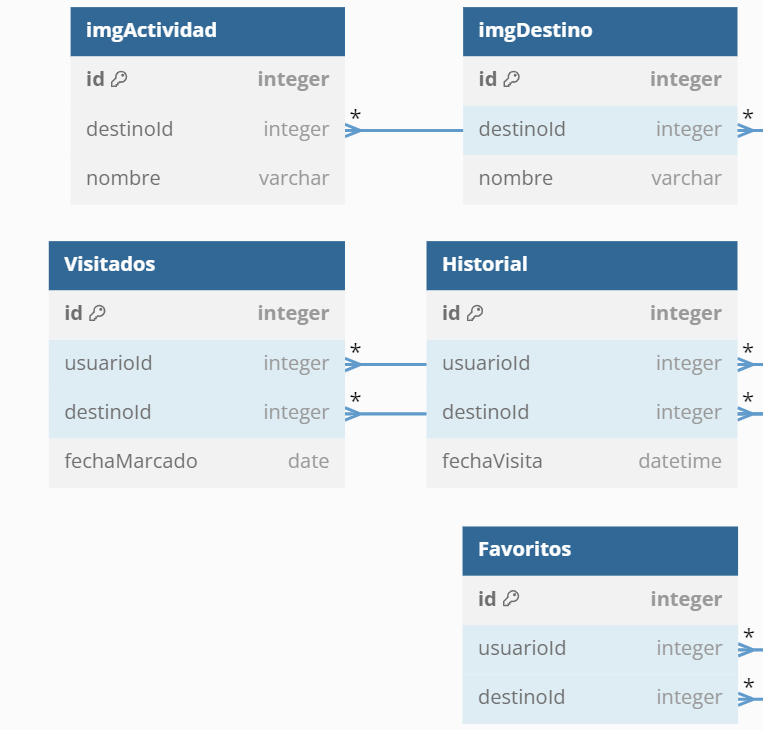 imgActividad
id integer
destinoId integer *
nombre varchar
imgDestino
id integer
destinoId integer *
nombre varchar
Visitados
id integer
usuarioId integer *
destinoId integer *
fechaMarcado date
Historial
id integer
usuarioId integer *
destinoId integer *
fechaVisita datetime
Favoritos
id integer
usuarioId integer *
destinoId integer *